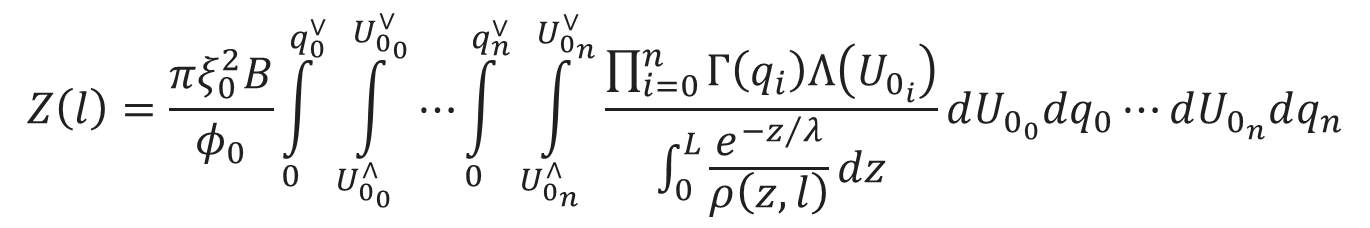 Z(l) = \frac{\pi \xi_0^2 B}{\phi_0} \int_0^{q_0^\vee} \int_{U_{0_0}^\wedge}^{U_{0_0}^\vee} \cdots \int_0^{q_n^\vee} \int_{U_{0_n}^\wedge}^{U_{0_n}^\vee} \frac{\prod_{i=0}^n \Gamma(q_i) \Lambda(U_{0_i})}{\int_0^L \frac{e^{-z/\lambda}}{\rho(z,l)} dz} dU_{0_0} dq_0 \cdots dU_{0_n} dq_n